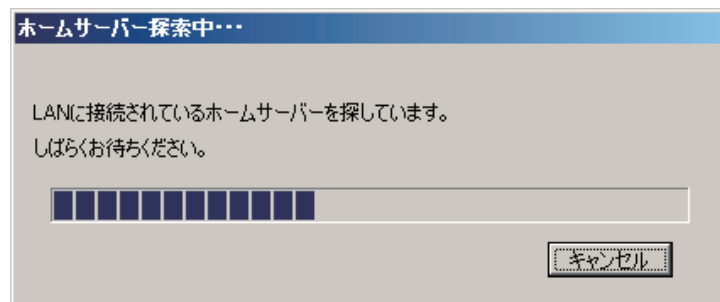 ホームサーバー探索中･･･
LANに接続されているホームサーバーを探しています。
しばらくお待ちください。
キャンセル